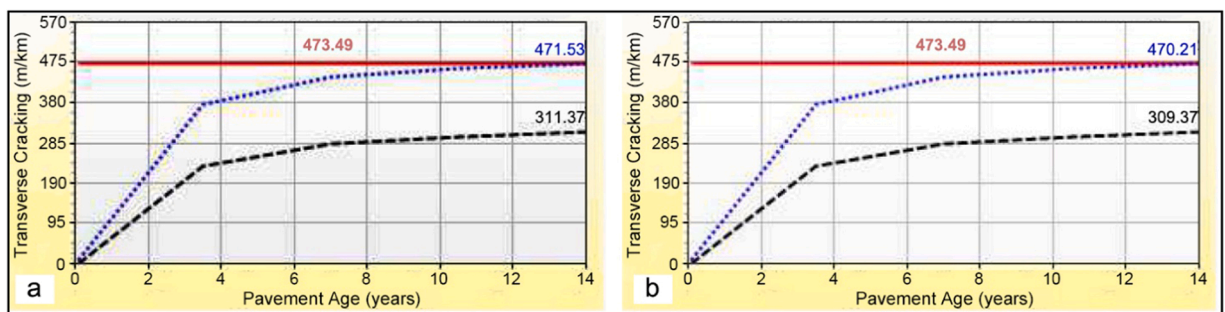 570
475
380
285
190
95
0
Transverse Cracking (m/km)
473.49
471.53
311.37
0 2 4 6 8 10 12 14
Pavement Age (years)
a
570
475
380
285
190
95
0
Transverse Cracking (m/km)
473.49
470.21
309.37
0 2 4 6 8 10 12 14
Pavement Age (years)
b